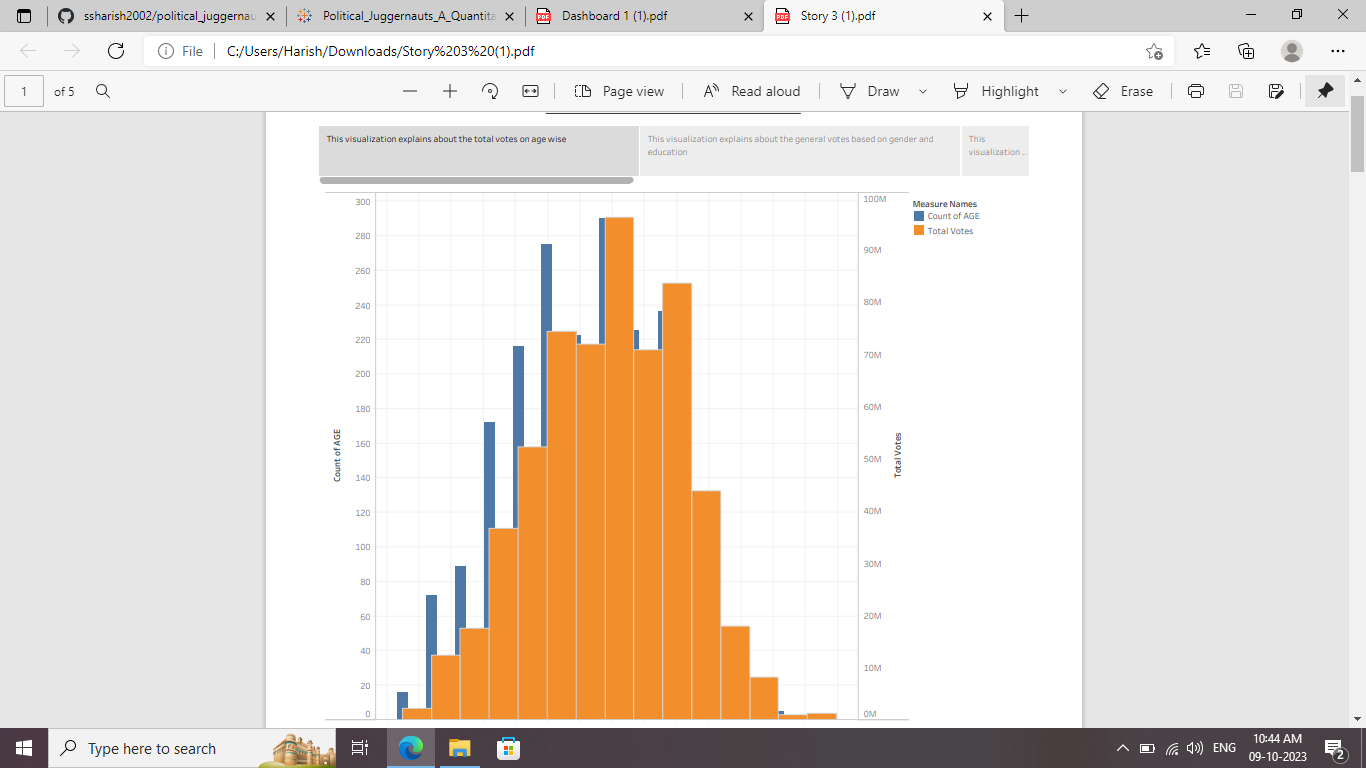 ssharish2002/political_juggernau
Political_Juggernauts_A_Quantita
Dashboard 1 (1).pdf
Story 3 (1).pdf
File
C:/Users/Harish/Downloads/Story%203%20(1).pdf
1 of 5
Page view
Read aloud
Draw
Highlight
Erase
This visualization explains about the total votes on age wise
This visualization explains about the general votes based on gender and
education
This
visualization ..
Measure Names
Count of AGE
Total Votes
300
280
260
240
220
200
180
160
140
120
100
80
60
40
20
0
Count of AGE
100M
90M
80M
70M
60M
50M
40M
30M
20M
10M
0M
Total Votes
Type here to search
ENG
10:44 AM
09-10-2023
2